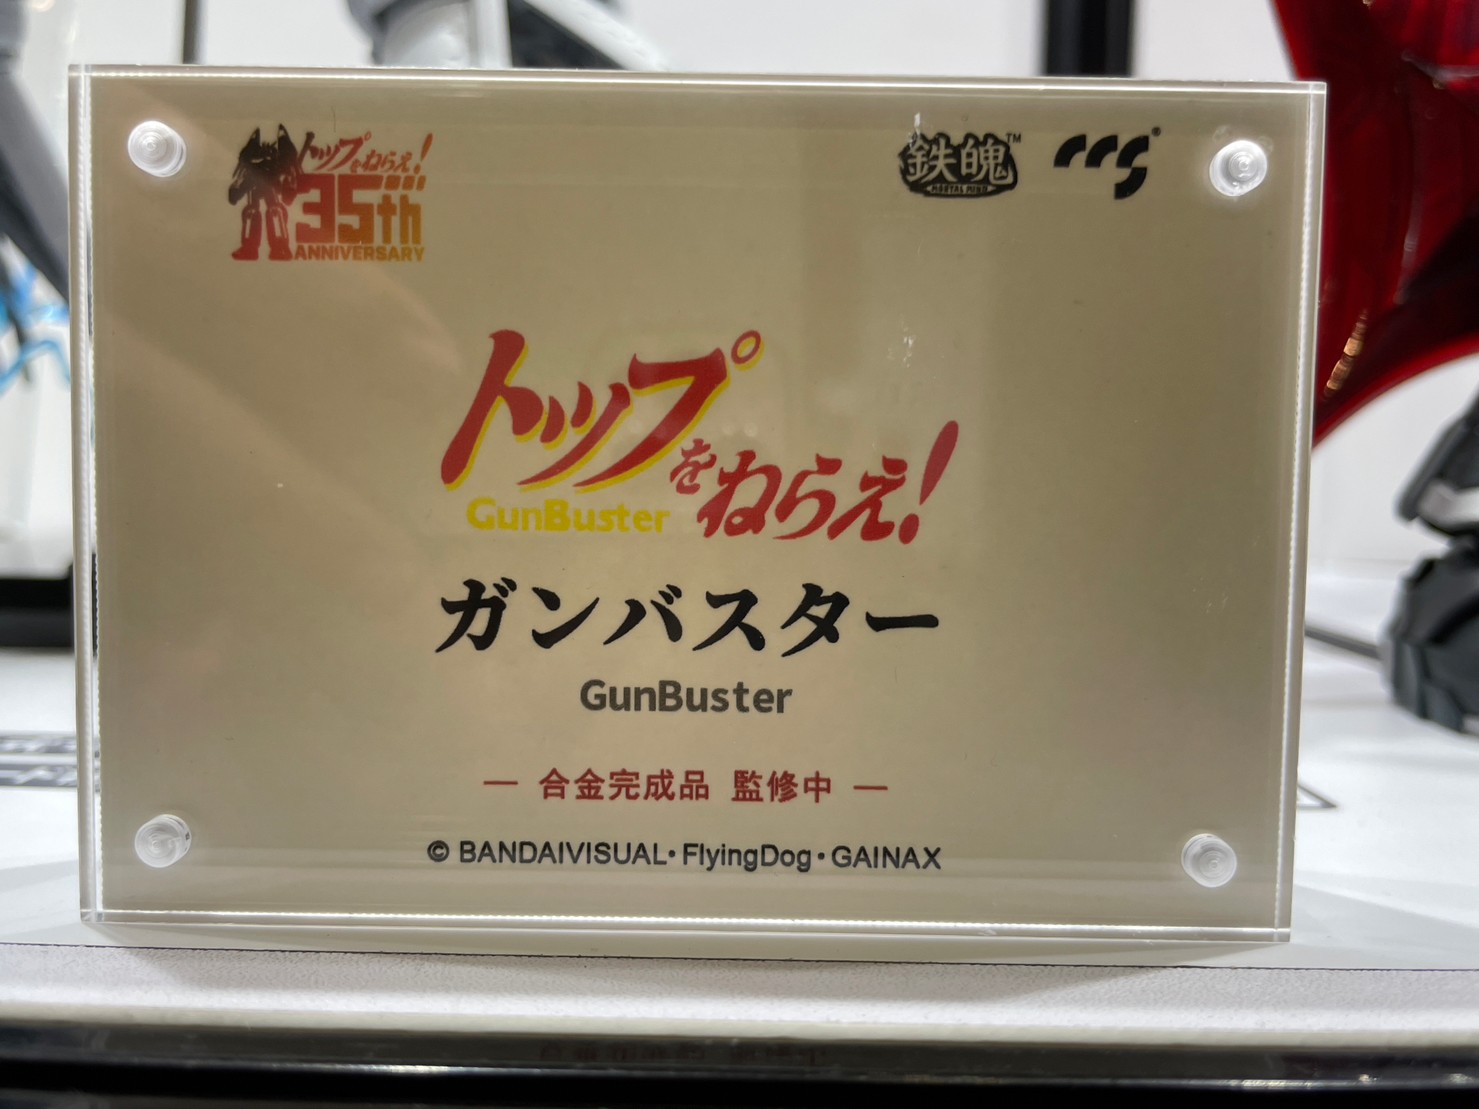 トップをねらえ!
35th
ANNIVERSARY
鉄魄™
MORTAL MIND
ccs
トップをねらえ!
GunBuster
ガンバスター
GunBuster
— 合金完成品 監修中 —
© BANDAIVISUAL・FlyingDog・GAINAX